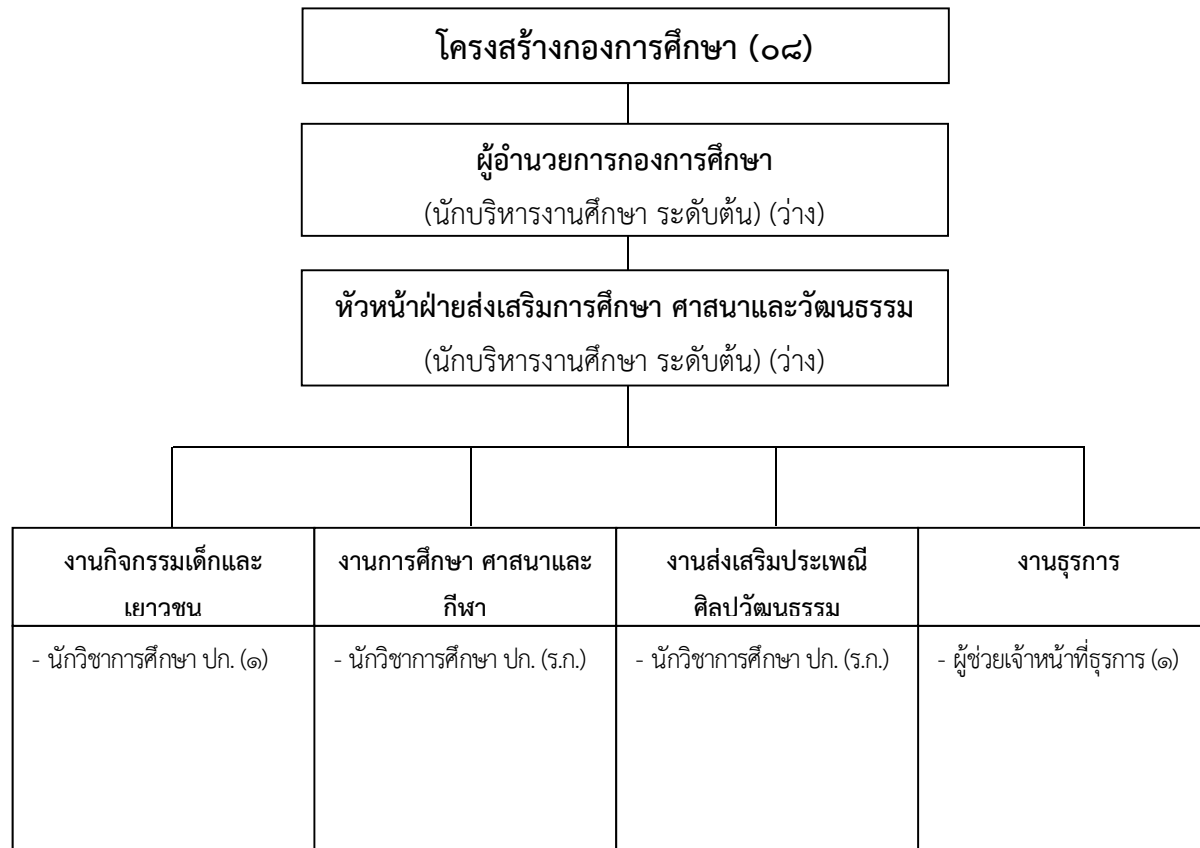 โครงสร้างกองการศึกษา (๐๘)
ผู้อำนวยการกองการศึกษา
(นักบริหารงานศึกษา ระดับต้น) (ว่าง)
หัวหน้าฝ่ายส่งเสริมการศึกษา ศาสนาและวัฒนธรรม
(นักบริหารงานศึกษา ระดับต้น) (ว่าง)
งานกิจกรรมเด็กและ
เยาวชน
- นักวิชาการศึกษา ปก. (๑)
งานการศึกษา ศาสนาและ
กีฬา
- นักวิชาการศึกษา ปก. (ร.ก.)
งานส่งเสริมประเพณี
ศิลปวัฒนธรรม
- นักวิชาการศึกษา ปก. (ร.ก.)
งานธุรการ
- ผู้ช่วยเจ้าหน้าที่ธุรการ (๑)